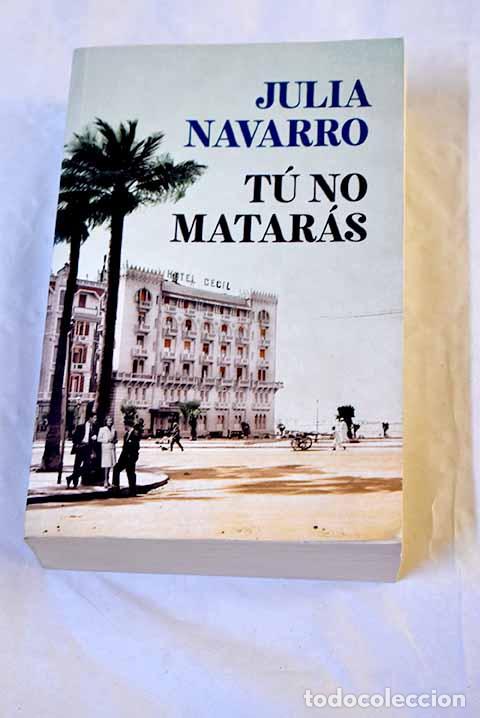 JULIA
NAVARRO
TÚ NO
MATARÁS
HOTEL CECIL
todocoleccion